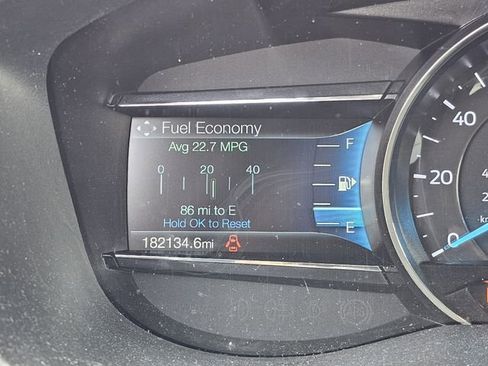 Fuel Economy
Avg 22.7 MPG
0 20 40
86 mi to E
Hold OK to Reset
182134.6mi
F
E
40
20
0